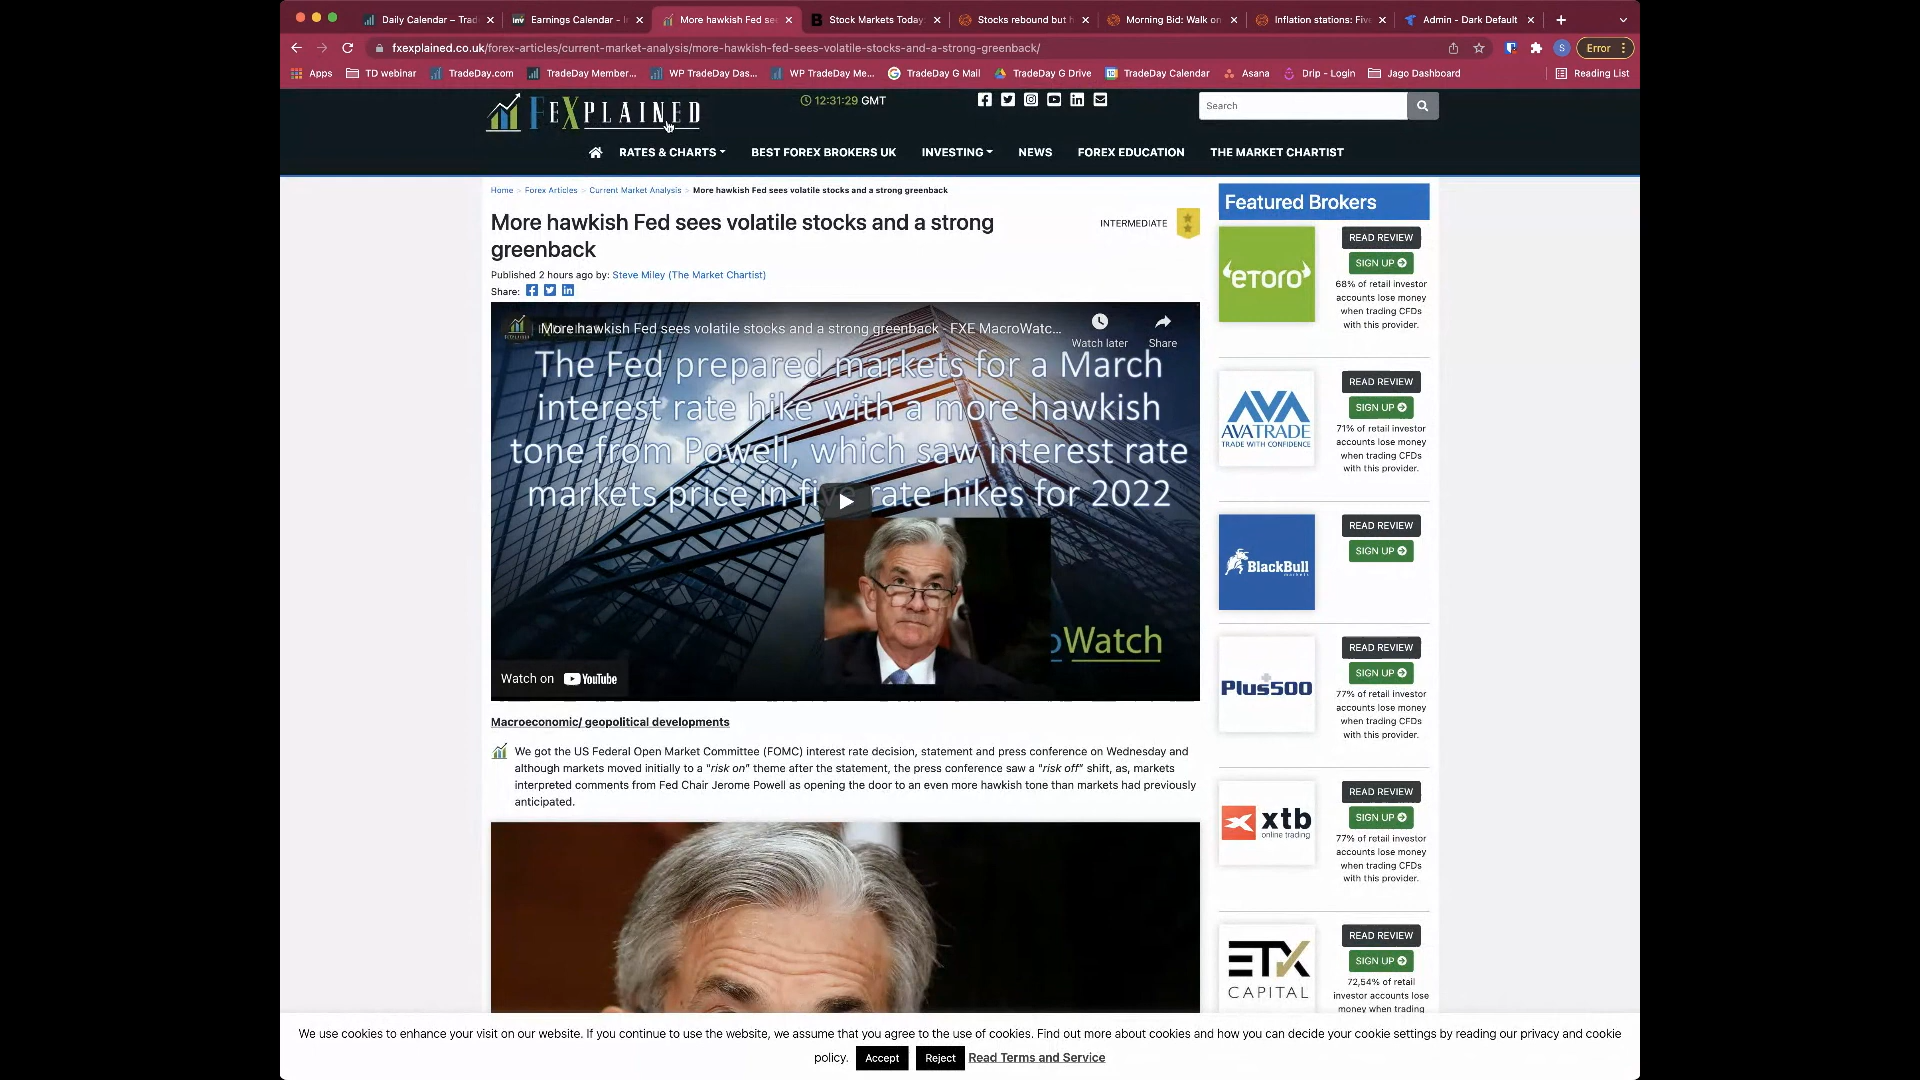 Daily Calendar – Trad
Earnings Calendar - I
More hawkish Fed see
Stock Markets Today:
Stocks rebound but h
Morning Bid: Walk on
Inflation stations: Five
Admin - Dark Default
fxexplained.co.uk/forex-articles/current-market-analysis/more-hawkish-fed-sees-volatile-stocks-and-a-strong-greenback/
S
Error
Apps
TD webinar
TradeDay.com
TradeDay Member...
WP TradeDay Das...
WP TradeDay Me...
TradeDay G Mail
TradeDay G Drive
TradeDay Calendar
Asana
Drip - Login
Jago Dashboard
Reading List
FEXPLAINED
12:31:29 GMT
Search
RATES & CHARTS
BEST FOREX BROKERS UK
INVESTING
NEWS
FOREX EDUCATION
THE MARKET CHARTIST
Home > Forex Articles > Current Market Analysis > More hawkish Fed sees volatile stocks and a strong greenback
More hawkish Fed sees volatile stocks and a strong
greenback
INTERMEDIATE
Published 2 hours ago by: Steve Miley (The Market Chartist)
Share:
More hawkish Fed sees volatile stocks and a strong greenback - FXE MacroWatc...
Watch later
Share
The Fed prepared markets for a March
interest rate hike with a more hawkish
tone from Powell, which saw interest rate
markets price in five rate hikes for 2022
oWatch
Watch on YouTube
Macroeconomic/ geopolitical developments
We got the US Federal Open Market Committee (FOMC) interest rate decision, statement and press conference on Wednesday and
although markets moved initially to a "risk on" theme after the statement, the press conference saw a "risk off" shift, as, markets
interpreted comments from Fed Chair Jerome Powell as opening the door to an even more hawkish tone than markets had previously
anticipated.
Featured Brokers
eToro
READ REVIEW
SIGN UP
68% of retail investor
accounts lose money
when trading CFDs
with this provider.
AVATRADE
TRADE WITH CONFIDENCE
READ REVIEW
SIGN UP
71% of retail investor
accounts lose money
when trading CFDs
with this provider.
BlackBull
markets
READ REVIEW
SIGN UP
Plus500
READ REVIEW
SIGN UP
77% of retail investor
accounts lose money
when trading CFDs
with this provider.
xtb
online trading
READ REVIEW
SIGN UP
77% of retail investor
accounts lose money
when trading CFDs
with this provider.
ETX
CAPITAL
READ REVIEW
SIGN UP
72,54% of retail
investor accounts lose
money when trading
We use cookies to enhance your visit on our website. If you continue to use the website, we assume that you agree to the use of cookies. Find out more about cookies and how you can decide your cookie settings by reading our privacy and cookie
policy. Accept Reject Read Terms and Service